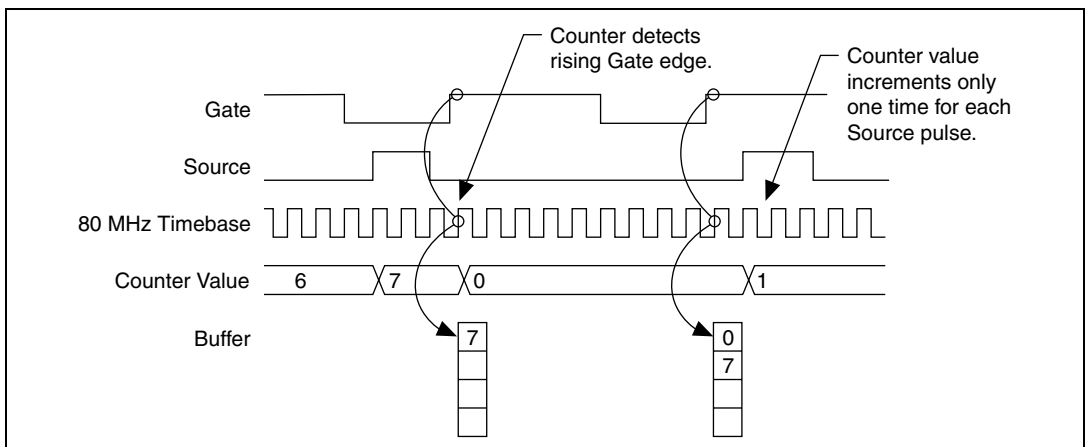 Counter detects
rising Gate edge.
Counter value
increments only
one time for each
Source pulse.
Gate
Source
80 MHz Timebase
Counter Value 6 7 0 1
Buffer 7 0
7